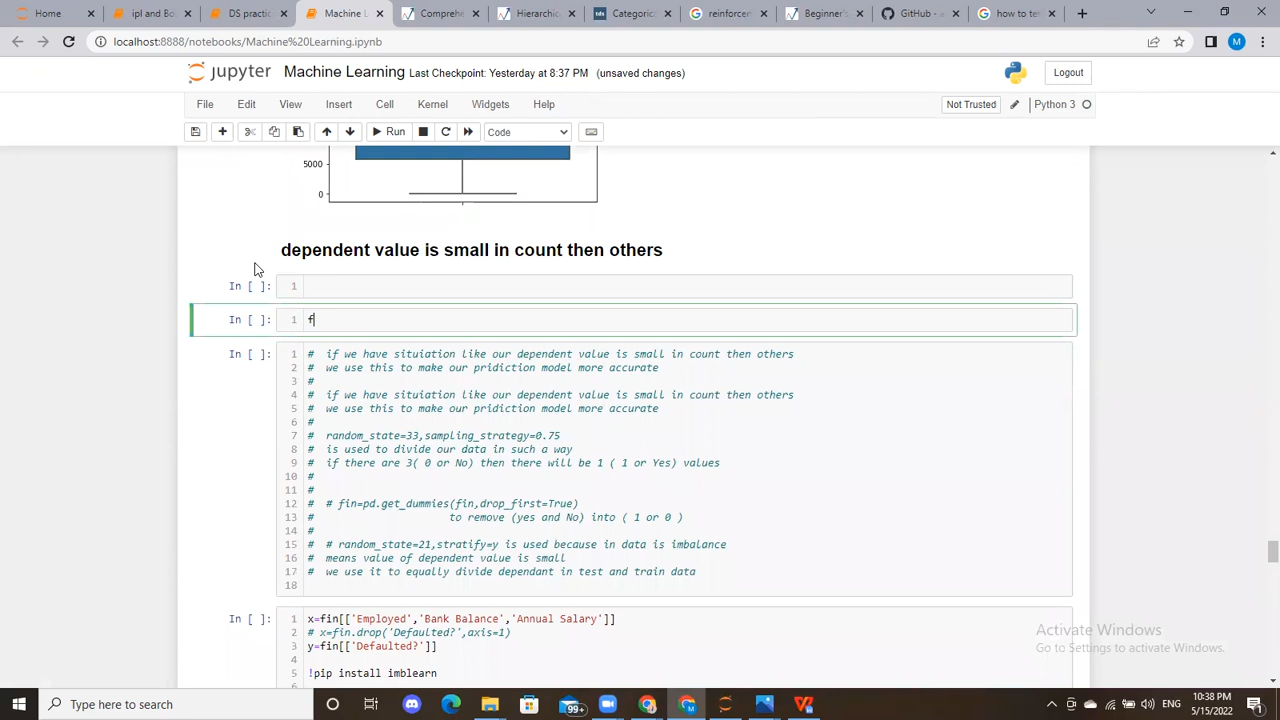 Home
ipl and Bo
DS practic
Machine L
Compreh
Hierarchic
tds
Categoric
reinforcem
Beginner's
GitHub - a
how to te
localhost:8888/notebooks/Machine%20Learning.ipynb
M
jupyter
Machine Learning
Last Checkpoint: Yesterday at 8:37 PM
(unsaved changes)
Logout
File
Edit
View
Insert
Cell
Kernel
Widgets
Help
Not Trusted
Python 3
Run
Code
5000
0
dependent value is small in count then others
In [ ]:
1
In [ ]:
1 f
In [ ]:
1 # if we have situiation like our dependent value is small in count then others
2 # we use this to make our pridiction model more accurate
3 #
4 # if we have situiation like our dependent value is small in count then others
5 # we use this to make our pridiction model more accurate
6 #
7 # random_state=33,sampling_strategy=0.75
8 # is used to divide our data in such a way
9 # if there are 3( 0 or No) then there will be 1 ( 1 or Yes) values
10 #
11 #
12 # # fin=pd.get_dummies(fin,drop_first=True)
13 # to remove (yes and No) into ( 1 or 0 )
14 #
15 # # random_state=21,stratify=y is used because in data is imbalance
16 # means value of dependent value is small
17 # we use it to equally divide dependant in test and train data
18
In [ ]:
1 x=fin[['Employed','Bank Balance','Annual Salary']]
2 # x=fin.drop('Defaulted?',axis=1)
3 y=fin[['Defaulted?']]
4
5 !pip install imblearn
Activate Windows
Go to Settings to activate Windows.
Type here to search
99+
ENG
10:38 PM
5/15/2022